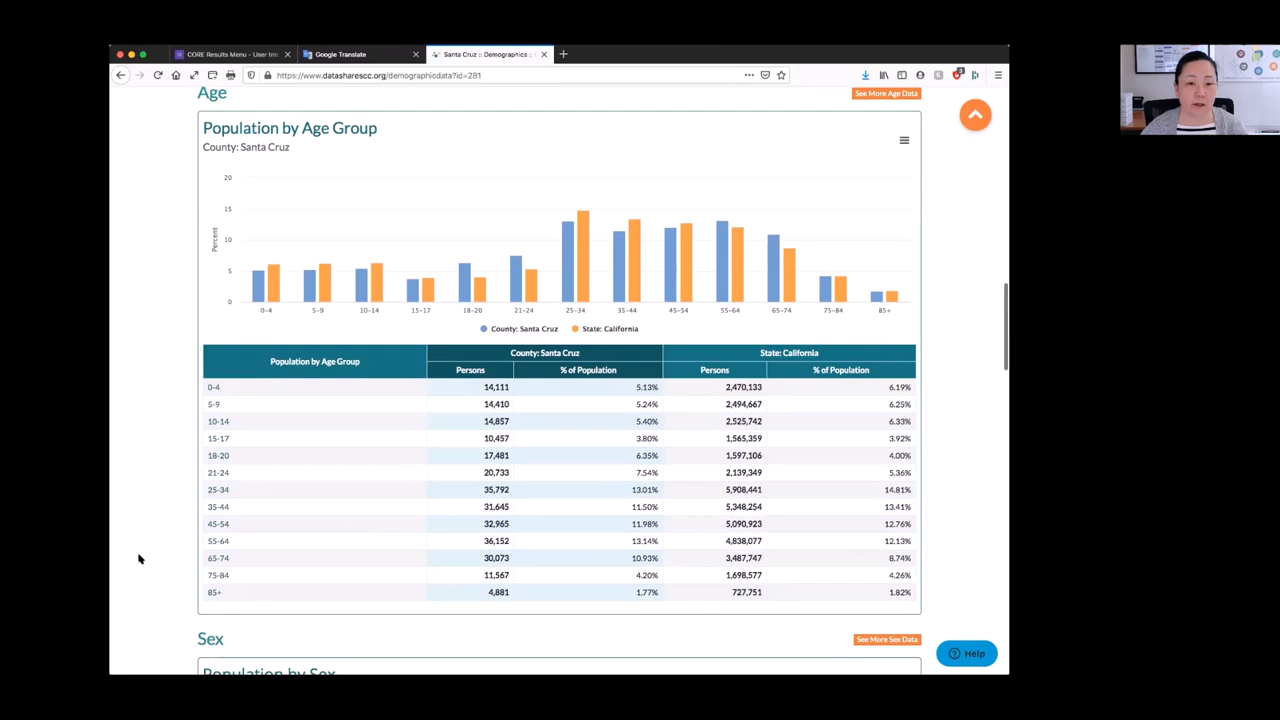 CORE Results Menu - User Int
Google Translate
Santa Cruz :: Demographics ::
https://www.datasharescc.org/demographicdata?id=281
Age
See More Age Data
Population by Age Group
County: Santa Cruz
20
15
10
5
0
Percent
0–4 5–9 10–14 15–17 18–20 21–24 25–34 35–44 45–54 55–64 65–74 75–84 85+
County: Santa Cruz State: California
Population by Age Group County: Santa Cruz State: California
Persons % of Population Persons % of Population
0-4 14,111 5.13% 2,470,133 6.19%
5-9 14,410 5.24% 2,494,667 6.25%
10-14 14,857 5.40% 2,525,742 6.33%
15-17 10,457 3.80% 1,565,359 3.92%
18-20 17,481 6.35% 1,597,106 4.00%
21-24 20,733 7.54% 2,139,349 5.36%
25-34 35,792 13.01% 5,908,441 14.81%
35-44 31,645 11.50% 5,348,254 13.41%
45-54 32,965 11.98% 5,090,923 12.76%
55-64 36,152 13.14% 4,838,077 12.13%
65-74 30,073 10.93% 3,487,747 8.74%
75-84 11,567 4.20% 1,698,577 4.26%
85+ 4,881 1.77% 727,751 1.82%
Sex
See More Sex Data
Population by Sex
Help